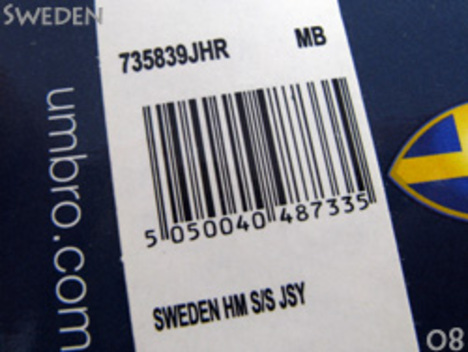 SWEDEN
735839JHR MB
umbro.com
5 050040 487335
SWEDEN HM S/S JSY
08